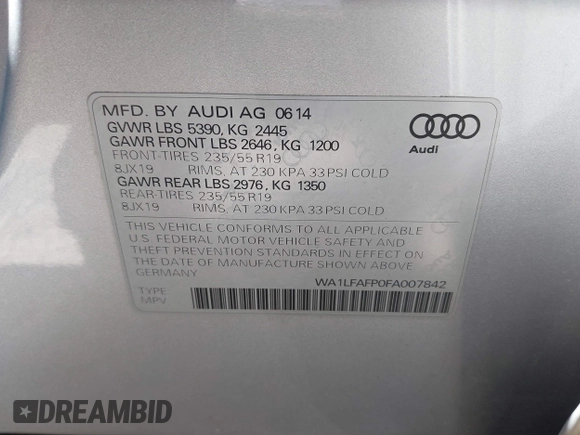 MFD. BY AUDI AG 06 14
GVWR LBS 5390, KG 2445
GAWR FRONT LBS 2646, KG 1200
FRONT-TIRES 235/55 R19
8JX19 RIMS, AT 230 KPA 33 PSI COLD
GAWR REAR LBS 2976, KG 1350
REAR-TIRES 235/55 R19
8JX19 RIMS, AT 230 KPA 33 PSI COLD
THIS VEHICLE CONFORMS TO ALL APPLICABLE
U.S. FEDERAL MOTOR VEHICLE SAFETY AND
THEFT PREVENTION STANDARDS IN EFFECT ON
THE DATE OF MANUFACTURE SHOWN ABOVE.
GERMANY
WA1LFAFP0FA007842
TYPE
MPV
Audi
DREAMBID